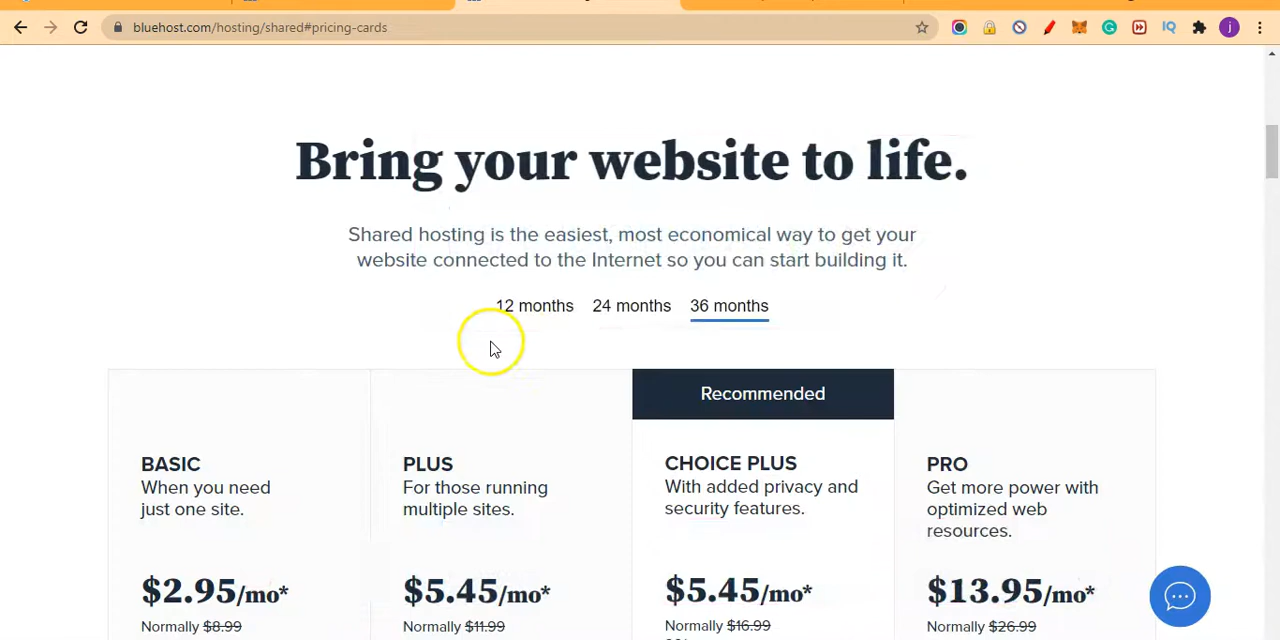 bluehost.com/hosting/shared#pricing-cards
Bring your website to life.
Shared hosting is the easiest, most economical way to get your
website connected to the Internet so you can start building it.
12 months 24 months 36 months
Recommended
BASIC
When you need
just one site.
$2.95/mo*
Normally $8.99
PLUS
For those running
multiple sites.
$5.45/mo*
Normally $11.99
CHOICE PLUS
With added privacy and
security features.
$5.45/mo*
Normally $16.99
PRO
Get more power with
optimized web
resources.
$13.95/mo*
Normally $26.99